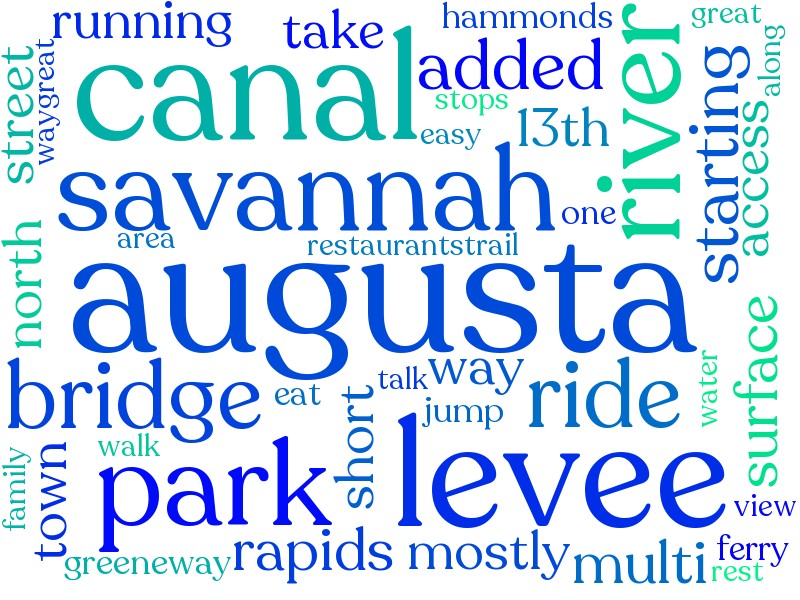 running
take
hammonds
great
canal
added
river
along
street
waygreat
stops
easy
13th
starting
access
savannah
one
area
restaurantstrail
north
augusta
bridge
eat
short
talk
way
jump
ride
water
surface
family
town
walk
park
levee
view
greeneway
rapids
mostly
multi
ferry
rest